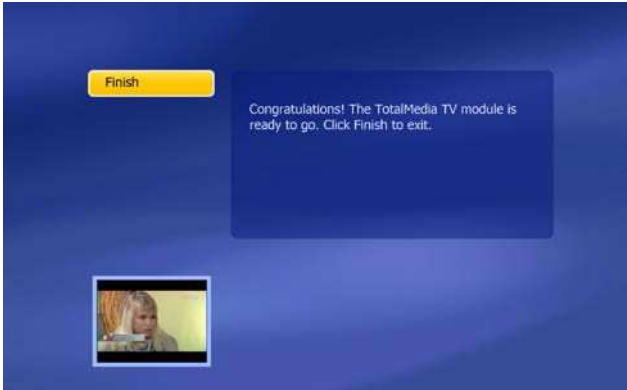 Finish
Congratulations! The TotalMedia TV module is
ready to go. Click Finish to exit.